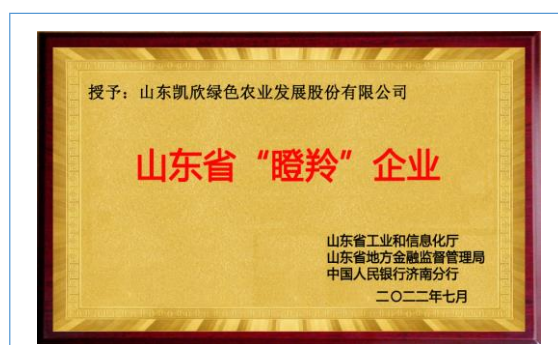 授予：山东凯欣绿色农业发展股份有限公司
山东省“瞪羚”企业
山东省工业和信息化厅
山东省地方金融监督管理局
中国人民银行济南分行
二〇二二年七月